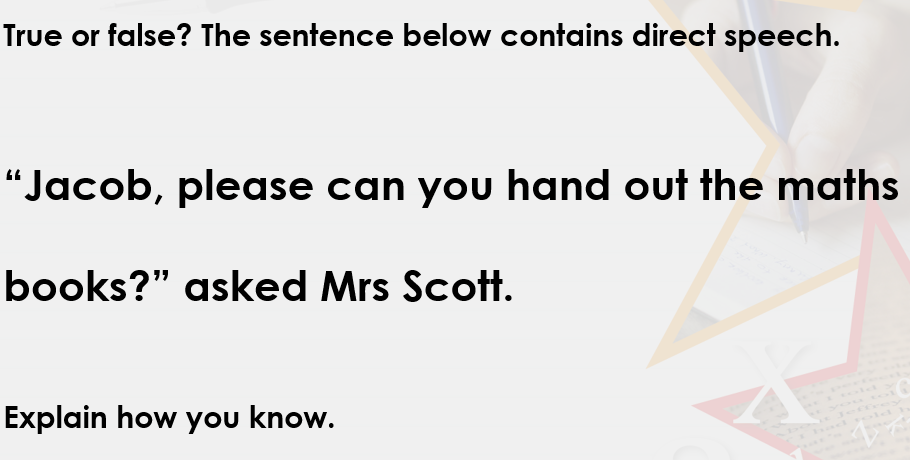 True or false? The sentence below contains direct speech.
“Jacob, please can you hand out the maths
books?” asked Mrs Scott.
Explain how you know.
X